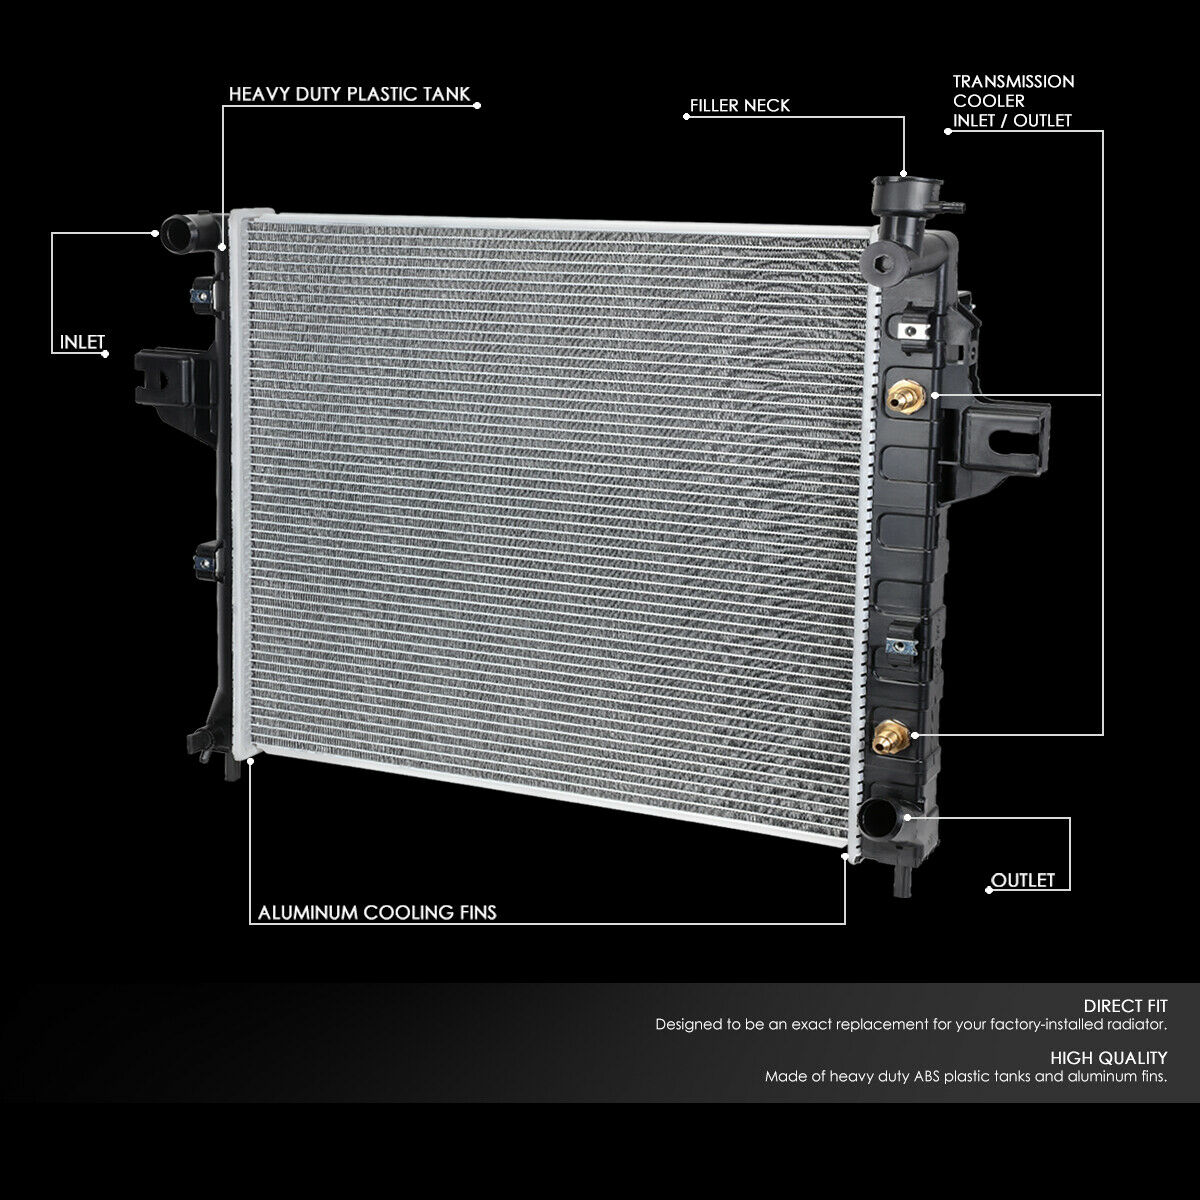 HEAVY DUTY PLASTIC TANK
FILLER NECK
TRANSMISSION
COOLER
INLET / OUTLET
INLET
OUTLET
ALUMINUM COOLING FINS
DIRECT FIT
Designed to be an exact replacement for your factory-installed radiator.
HIGH QUALITY
Made of heavy duty ABS plastic tanks and aluminum fins.